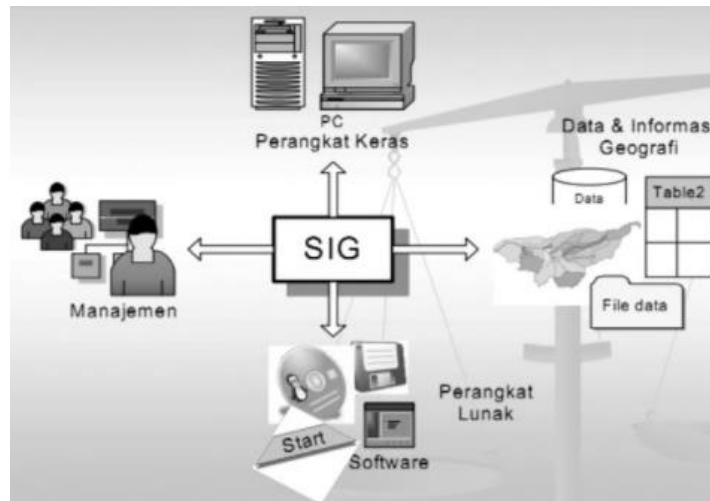 PC
Perangkat Keras
Data & Informas
Geografi
Data
Table2
File data
SIG
Manajemen
Perangkat
Lunak
Start
Software